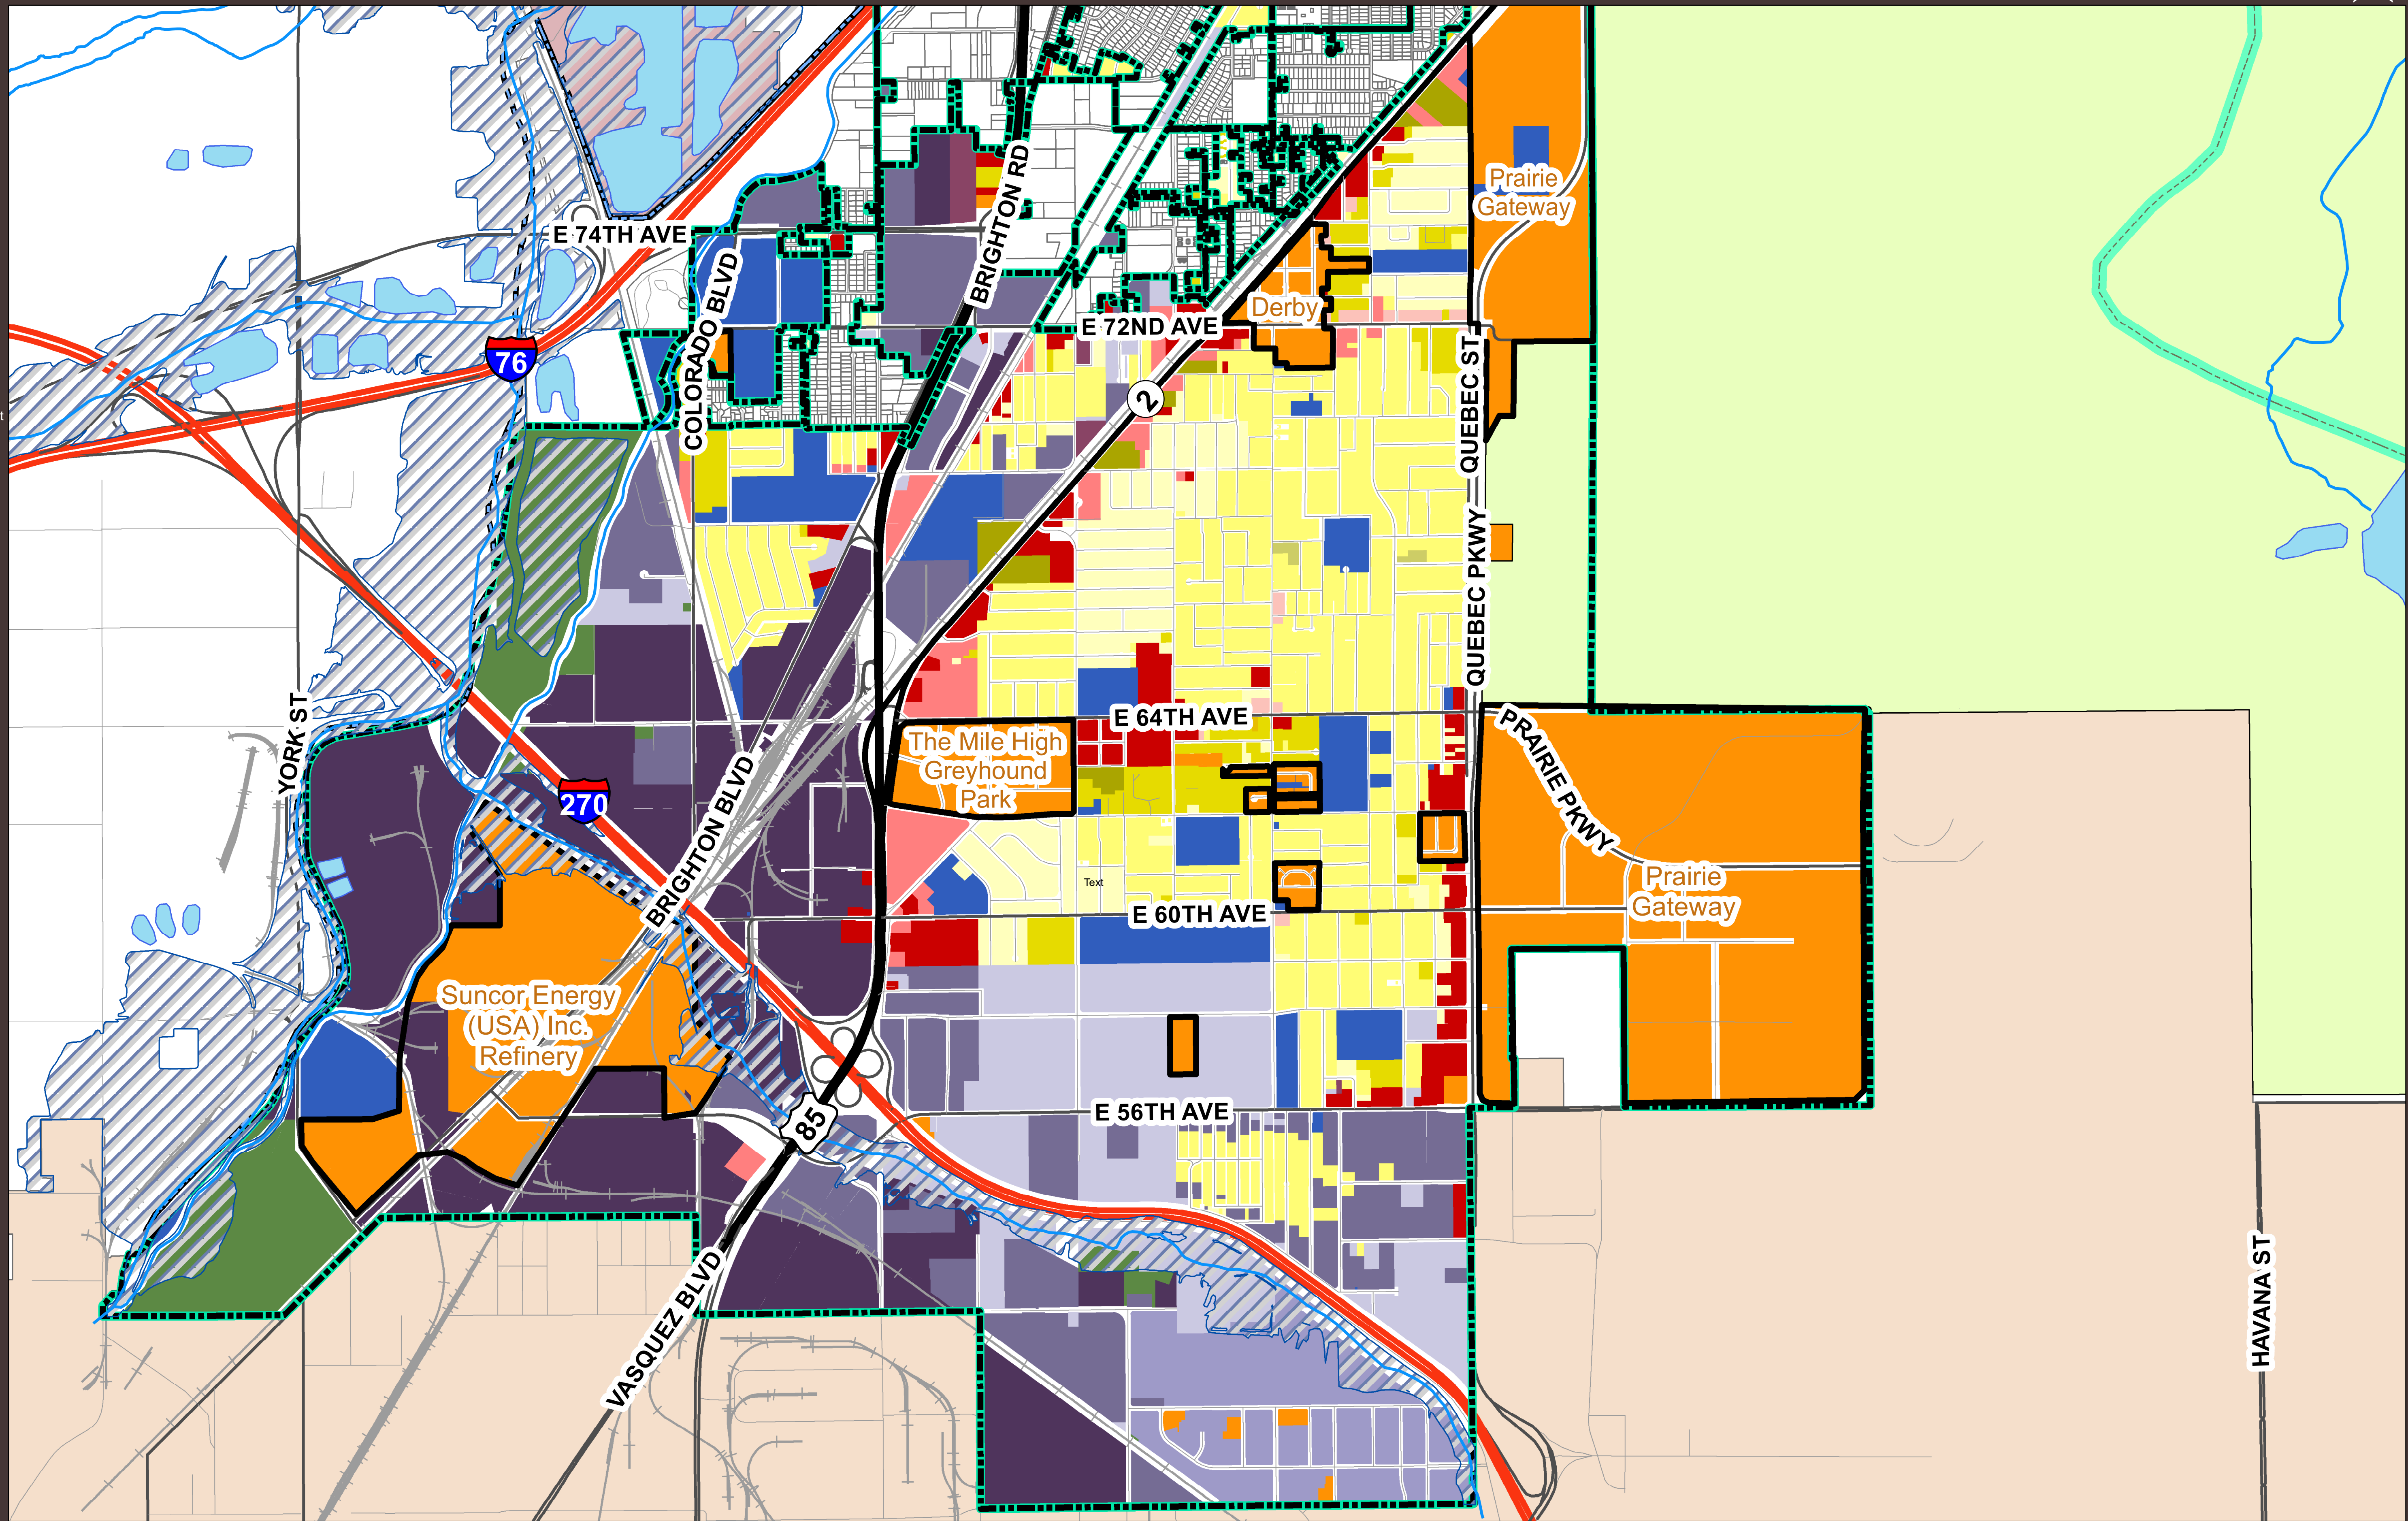 BRIGHTON RD
Prairie
Gateway
E 74TH AVE
COLORADO BLVD
Derby
E 72ND AVE
76
t
2
QUEBEC ST
QUEBEC PKWY
E 64TH AVE
YORK ST
The Mile High
Greyhound
Park
PRAIRIE PKWY
270
BRIGHTON BLVD
Text
Prairie
Gateway
E 60TH AVE
Suncor Energy
(USA) Inc.
Refinery
85
E 56TH AVE
VASQUEZ BLVD
HAVANA ST